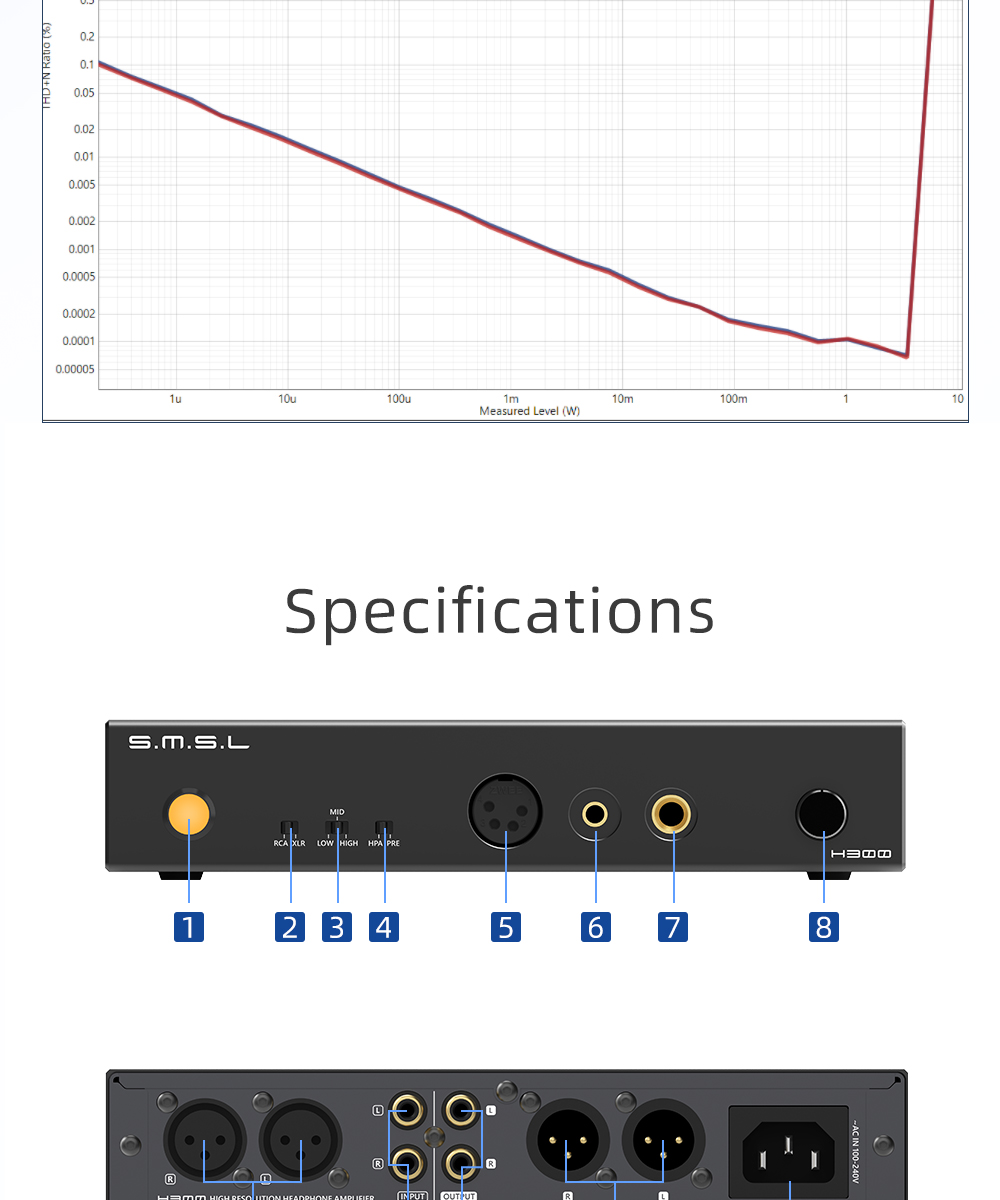 0.5
THD+N Ratio (%)
0.2
0.1
0.05
0.02
0.01
0.005
0.002
0.001
0.0005
0.0002
0.0001
0.00005
1u 10u 100u 1m 10m 100m 1 10
Measured Level (W)
Specifications
S.M.S.L
MID
RCA XLR LOW HIGH HPA PRE
H300
1 2 3 4 5 6 7 8
L L
~AC IN 100-240V
R R
R L
H300 HIGH RESOLUTION HEADPHONE AMPLIFIER
INPUT OUTPUT
R L